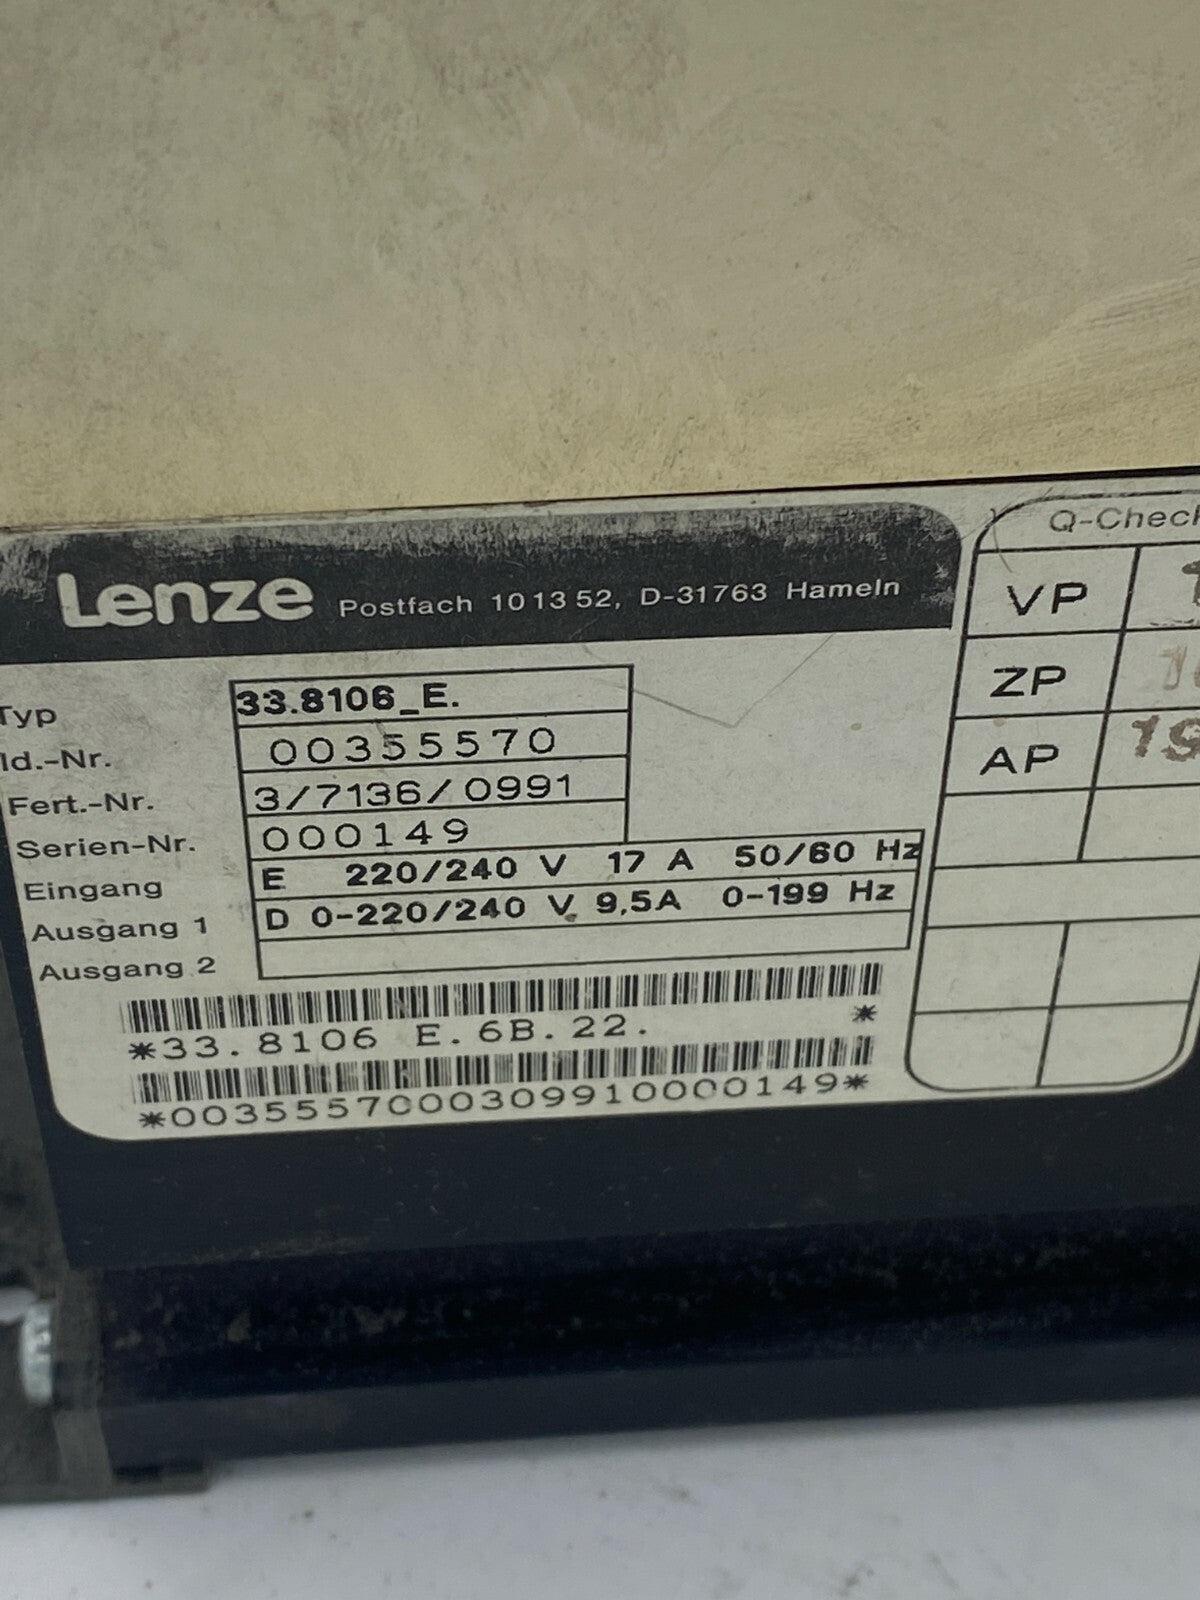 Lenze Postfach 10 13 52, D-31763 Hameln
Typ 33.8106_E.
Id.-Nr. 00355570
Fert.-Nr. 3/7136/0991
Serien-Nr. 000149
Eingang E 220/240 V 17 A 50/60 Hz
Ausgang 1 D 0-220/240 V 9,5A 0-199 Hz
Ausgang 2
*33.8106 E.6B.22. *
*0035557000309910000149*
Q-Check
VP
ZP
AP 19